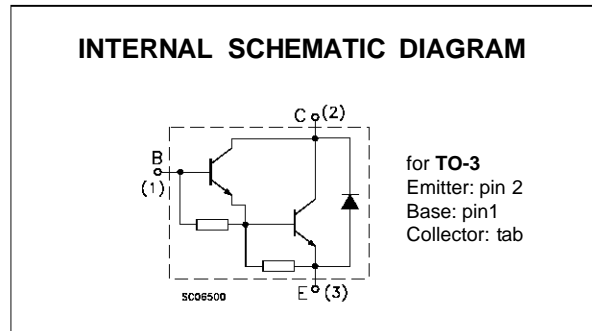 INTERNAL SCHEMATIC DIAGRAM
C (2)
B
(1)
for TO-3
Emitter: pin 2
Base: pin1
Collector: tab
SC06500
E (3)